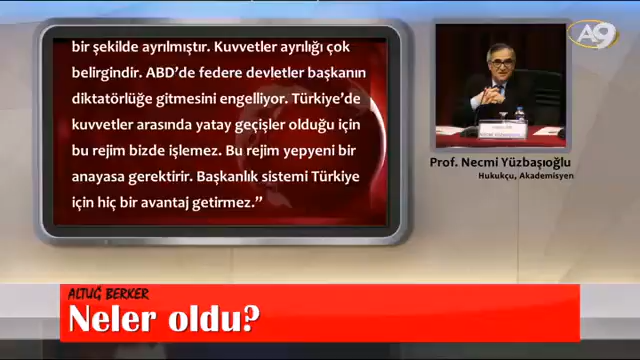 bir şekilde ayrılmıştır. Kuvvetler ayrılığı çok
belirgindir. ABD’de federe devletler başkanın
diktatörlüğe gitmesini engelliyor. Türkiye’de
kuvvetler arasında yatay geçişler olduğu için
bu rejim bizde işlemez. Bu rejim yepyeni bir
anayasa gerektirir. Başkanlık sistemi Türkiye
için hiç bir avantaj getirmez.”
A9
Prof. Necmi Yüzbaşıoğlu
Hukukçu, Akademisyen
ALTUĞ BERKER
Neler oldu?